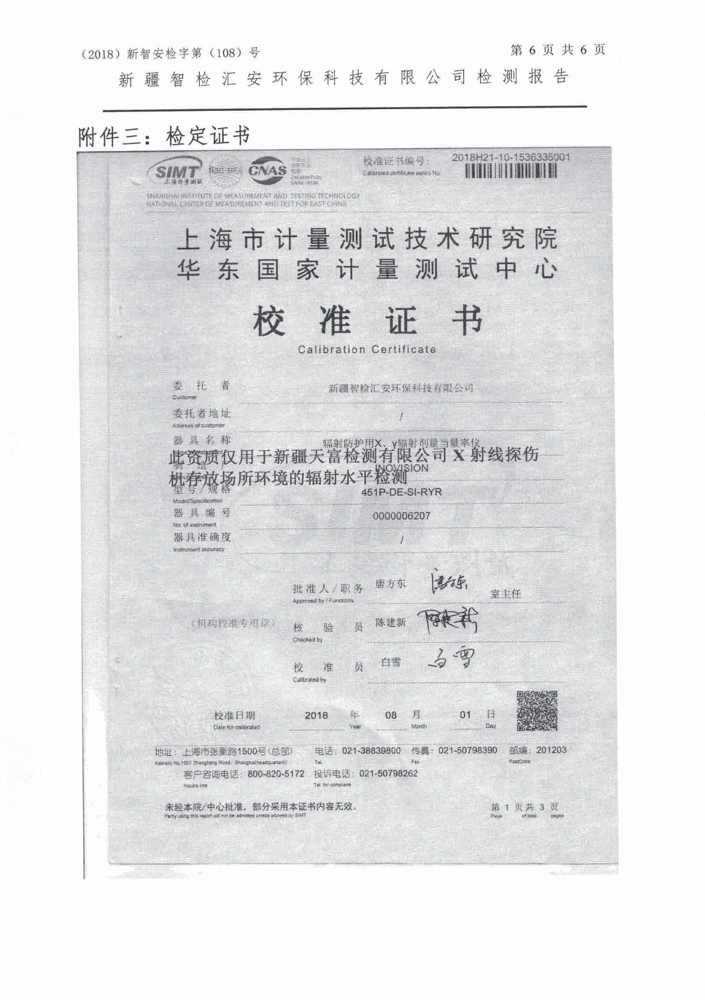 （2018）新智安检字第（108）号
第 6 页 共 6 页
新疆智检汇安环保科技有限公司检测报告
附件三：检定证书
SIMT
上海计量测试
ilac-MRA
CNAS
CALIBRATION
校准证书编号：
Calibrated certificate series No.
2018H21-10-1536335001
SHANGHAI INSTITUTE OF MEASUREMENT AND TESTING TECHNOLOGY
NATIONAL CENTER OF MEASUREMENT AND TEST FOR EAST CHINA
上海市计量测试技术研究院
华东国家计量测试中心
校准证书
Calibration Certificate
委托者 新疆智检汇安环保科技有限公司
Customer
委托者地址 /
Address of customer
器具名称 辐射防护用X、γ辐射剂量当量率仪
此资质仅用于新疆天富检测有限公司 X 射线探伤
INOVISION
机存放场所环境的辐射水平检测
型号/规格 451P-DE-SI-RYR
Model/Specification
器具编号 0000006207
No. of instrument
器具准确度 /
Instrument accuracy
批准人/职务 唐方东 唐方东 室主任
Approved by / Functions
（机构校准专用章）
核验员 陈建新 陈建新
Checked by
校准员 白雪 白雪
Calibrated by
校准日期 2018 年 08 月 01 日
Date for calibrated Year Month Day
地址：上海市张衡路1500号(总部) 电话：021-38839800 传真：021-50798390 邮编：201203
Address No.1500 Zhangheng Road, Shanghai(headquarters) Tel. Fax PostCode
客户咨询电话：800-820-5172 投诉电话：021-50798262
Inquire line Tel. for complaint
未经本院/中心批准，部分采用本证书内容无效。
Partly using this report will not be admitted unless allowed by SIMT
第 1 页共 3 页
Page of total pages